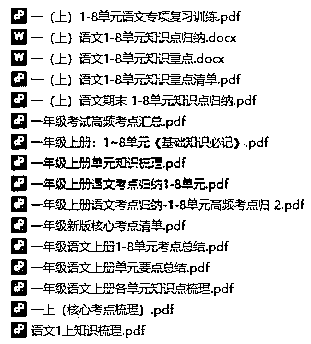 一（上）1-8单元语文专项复习训练.pdf
一（上）语文1-8单元知识点归纳.docx
一（上）语文1-8单元知识重点.docx
一（上）语文1-8单元知识重点清单.pdf
一（上）语文期末 1-8单元知识点归纳.pdf
一年级考试高频考点汇总.pdf
一年级上册：1~8单元《基础知识必记》.pdf
一年级上册单元知识梳理.pdf
一年级上册语文考点归纳1-8单元.pdf
一年级上册语文考点归纳-1-8单元高频考点归 2.pdf
一年级新版核心考点清单.pdf
一年级语文上册1-8单元考点总结.pdf
一年级语文上册单元要点总结.pdf
一年级语文上册各单元知识点梳理.pdf
一上（核心考点梳理）.pdf
语文1上知识梳理.pdf